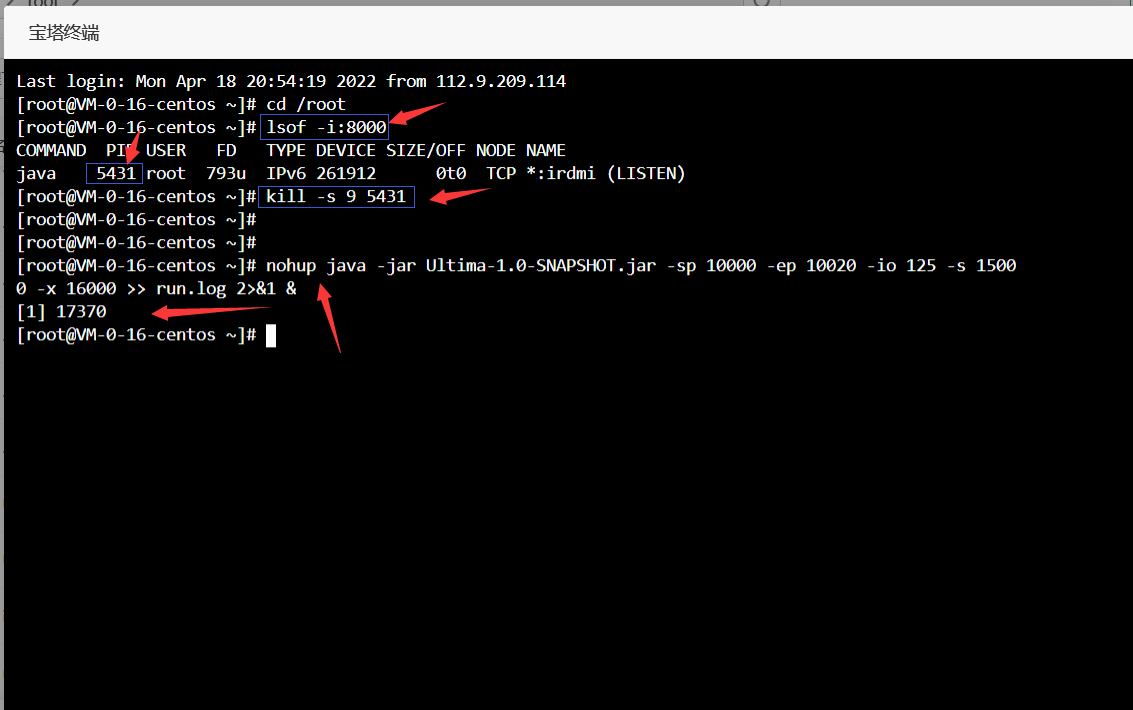 root
宝塔终端
Last login: Mon Apr 18 20:54:19 2022 from 112.9.209.114
[root@VM-0-16-centos ~]# cd /root
[root@VM-0-16-centos ~]# lsof -i:8000
COMMAND PID USER FD TYPE DEVICE SIZE/OFF NODE NAME
java 5431 root 793u IPv6 261912 0t0 TCP *:irdmi (LISTEN)
[root@VM-0-16-centos ~]# kill -s 9 5431
[root@VM-0-16-centos ~]#
[root@VM-0-16-centos ~]#
[root@VM-0-16-centos ~]# nohup java -jar Ultima-1.0-SNAPSHOT.jar -sp 10000 -ep 10020 -io 125 -s 1500
0 -x 16000 >> run.log 2>&1 &
[1] 17370
[root@VM-0-16-centos ~]#